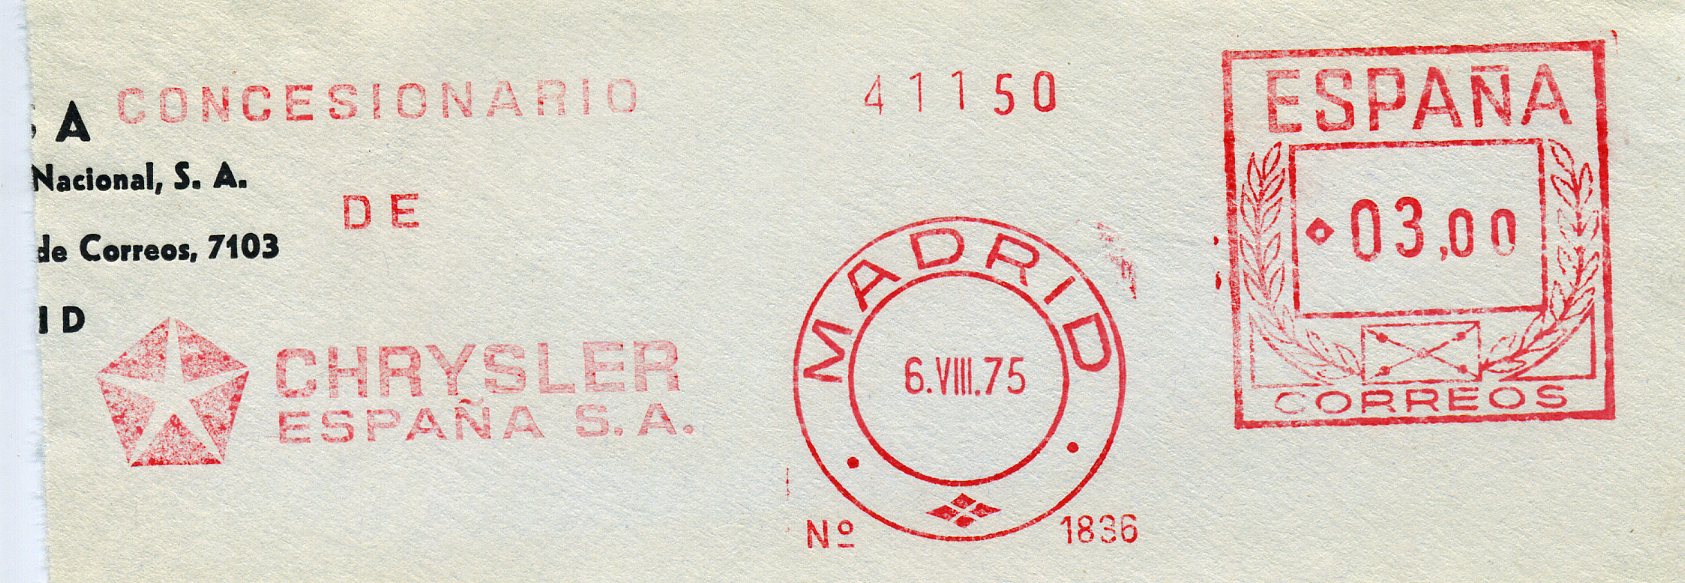 A
Nacional, S. A.
de Correos, 7103
ID
CONCESIONARIO
DE
CHRYSLER
ESPAÑA S.A.
41150
MADRID
6.VIII.75
Nº 1836
ESPAÑA
03,00
CORREOS